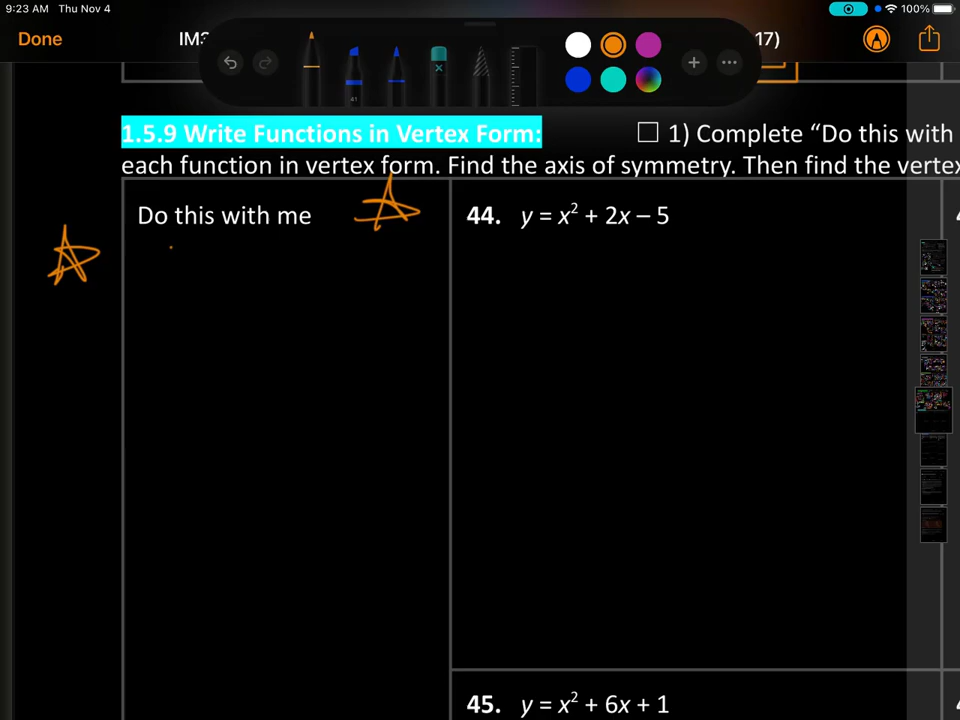 9:23 AM Thu Nov 4
100%
Done
IM3
17)
41
1.5.9 Write Functions in Vertex Form:
☐ 1) Complete “Do this with
each function in vertex form. Find the axis of symmetry. Then find the vertex
Do this with me
44. y = x² + 2x – 5
45. y = x² + 6x + 1